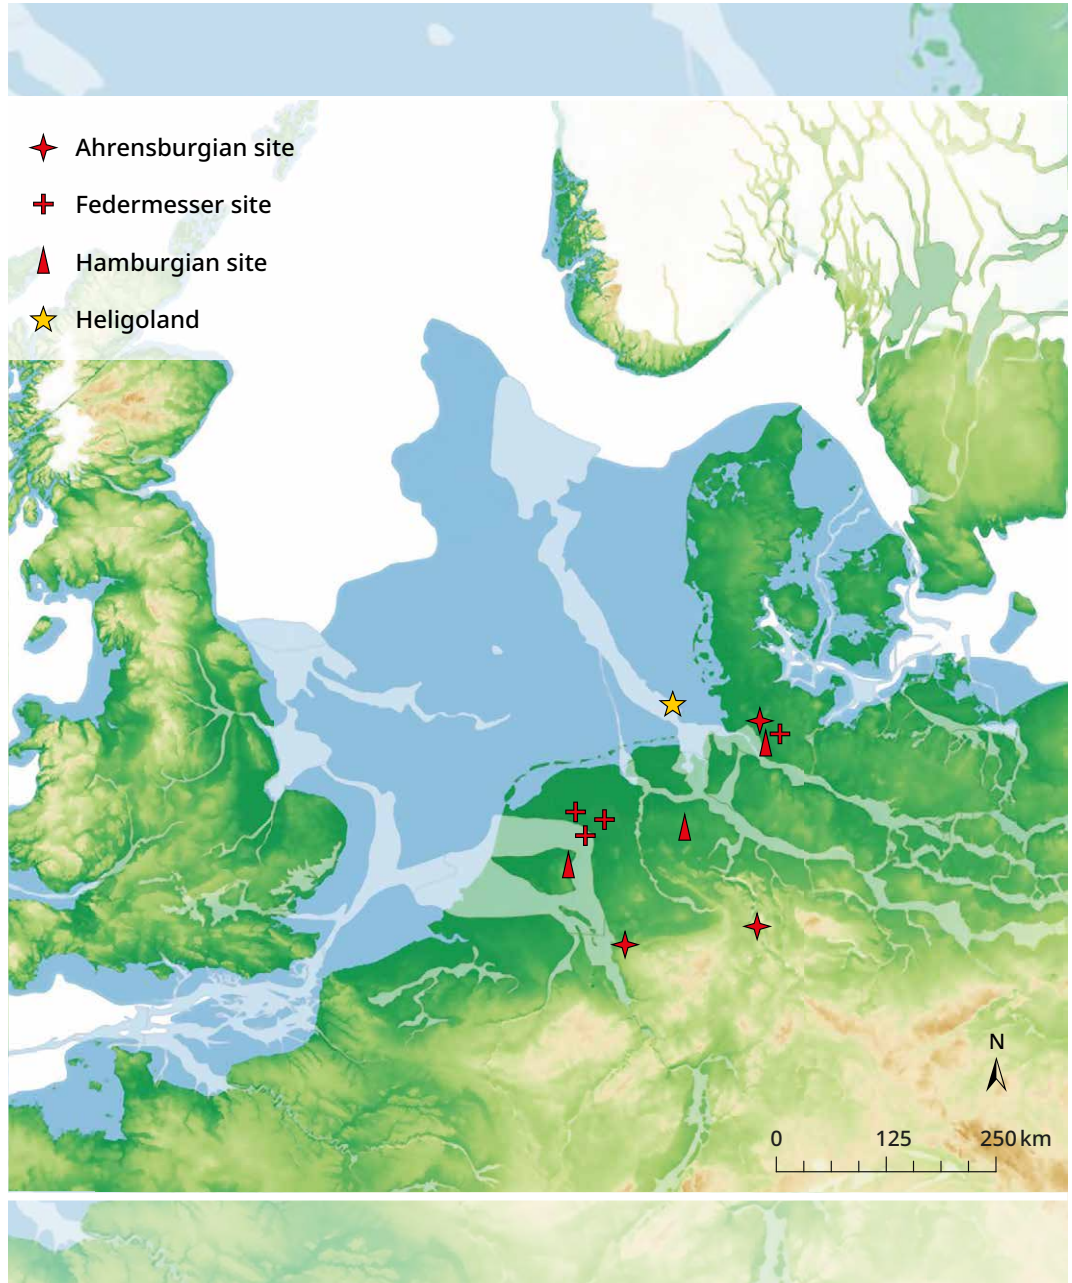 Ahrensburgian site
Federmesser site
Hamburgian site
Heligoland
N
0 125 250 km